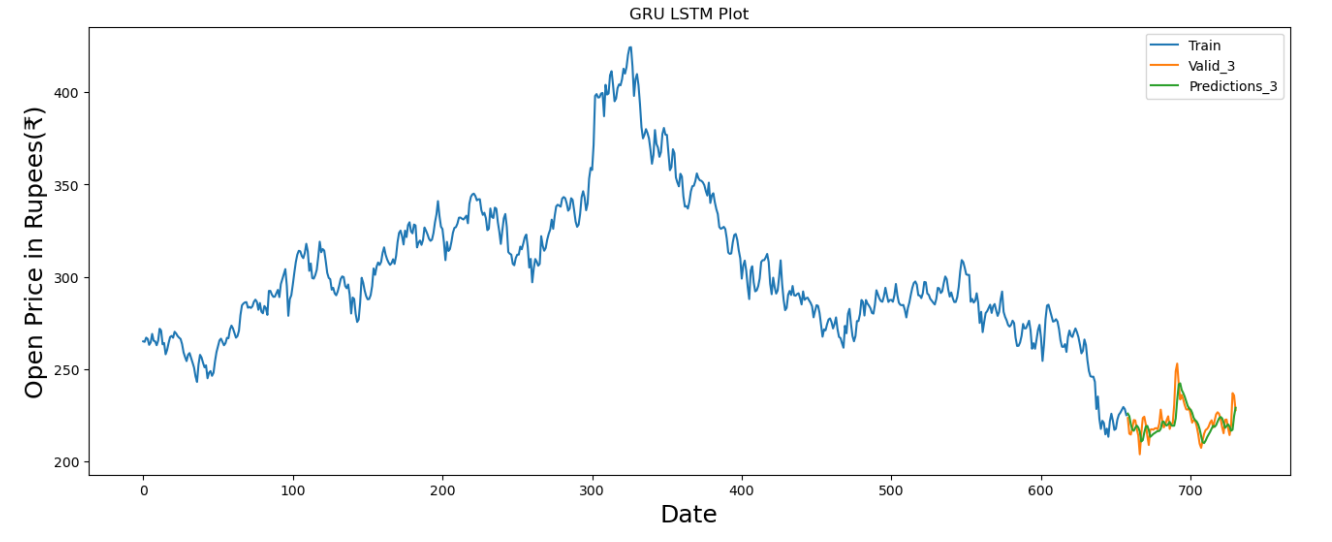 GRU LSTM Plot
Train
Valid_3
Predictions_3
Open Price in Rupees(₹)
400
350
300
250
200
0 100 200 300 400 500 600 700
Date